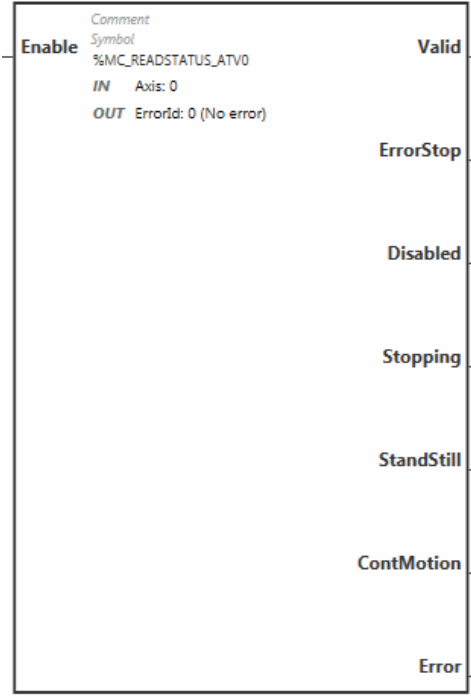 Comment
Enable Symbol Valid
%MC_READSTATUS_ATV0
IN Axis: 0
OUT ErrorId: 0 (No error)
ErrorStop
Disabled
Stopping
StandStill
ContMotion
Error